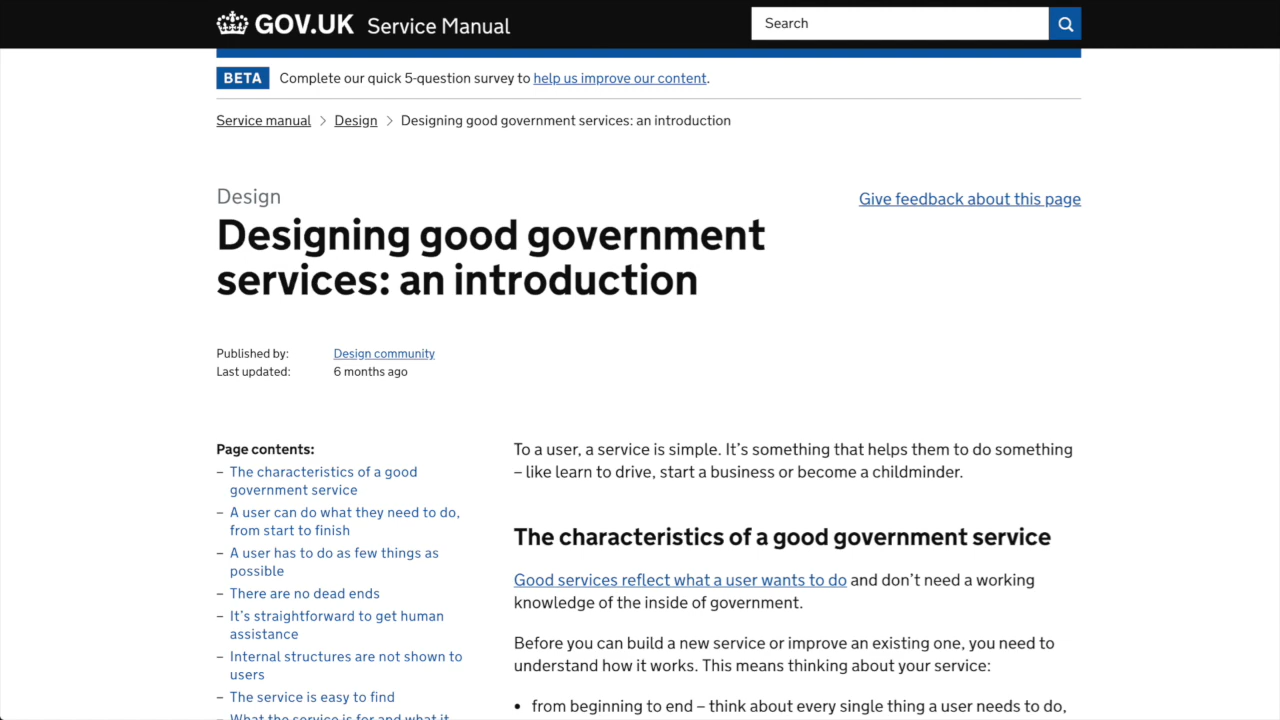 GOV.UK Service Manual
Search
BETA Complete our quick 5-question survey to help us improve our content.
Service manual > Design > Designing good government services: an introduction
Design
Give feedback about this page
Designing good government
services: an introduction
Published by: Design community
Last updated: 6 months ago
Page contents:
– The characteristics of a good
government service
– A user can do what they need to do,
from start to finish
– A user has to do as few things as
possible
– There are no dead ends
– It’s straightforward to get human
assistance
– Internal structures are not shown to
users
– The service is easy to find
– What the service is for and what it
To a user, a service is simple. It’s something that helps them to do something
– like learn to drive, start a business or become a childminder.
The characteristics of a good government service
Good services reflect what a user wants to do and don’t need a working
knowledge of the inside of government.
Before you can build a new service or improve an existing one, you need to
understand how it works. This means thinking about your service:
• from beginning to end – think about every single thing a user needs to do,